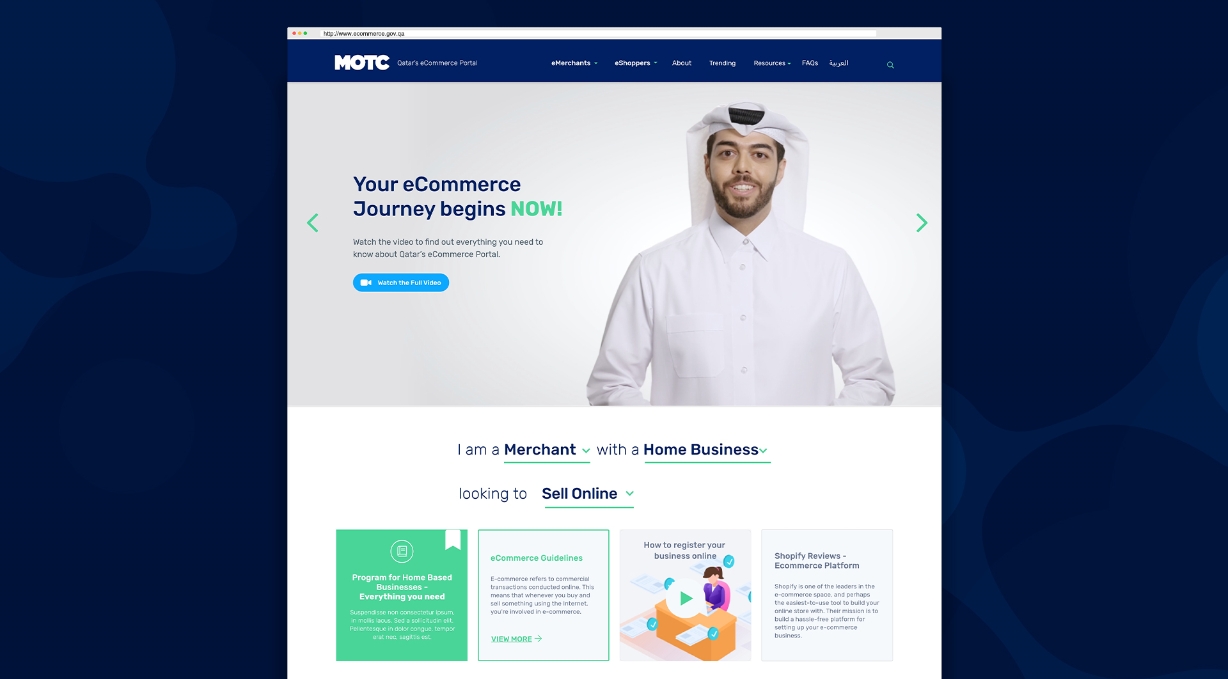 http://www.ecommerce.gov.qa
MOTC Qatar's eCommerce Portal eMerchants eShoppers About Trending Resources FAQs العربية
Your eCommerce
Journey begins NOW!
Watch the video to find out everything you need to
know about Qatar's eCommerce Portal.
Watch the Full Video
I am a Merchant with a Home Business
looking to Sell Online
Program for Home Based
Businesses -
Everything you need
Suspendisse non consectetur ipsum,
in mollis lacus. Sed a sollicitudin elit.
Pellentesque in dolor congue, tempor
erat nec, sagittis est.
eCommerce Guidelines
E-commerce refers to commercial
transactions conducted online. This
means that whenever you buy and
sell something using the Internet,
you're involved in e-commerce.
VIEW MORE
How to register your
business online
Shopify Reviews -
Ecommerce Platform
Shopify is one of the leaders in the
e-commerce space, and perhaps
the easiest-to-use tool to build your
online store with. Their mission is to
build a hassle-free platform for
setting up your e-commerce
business.